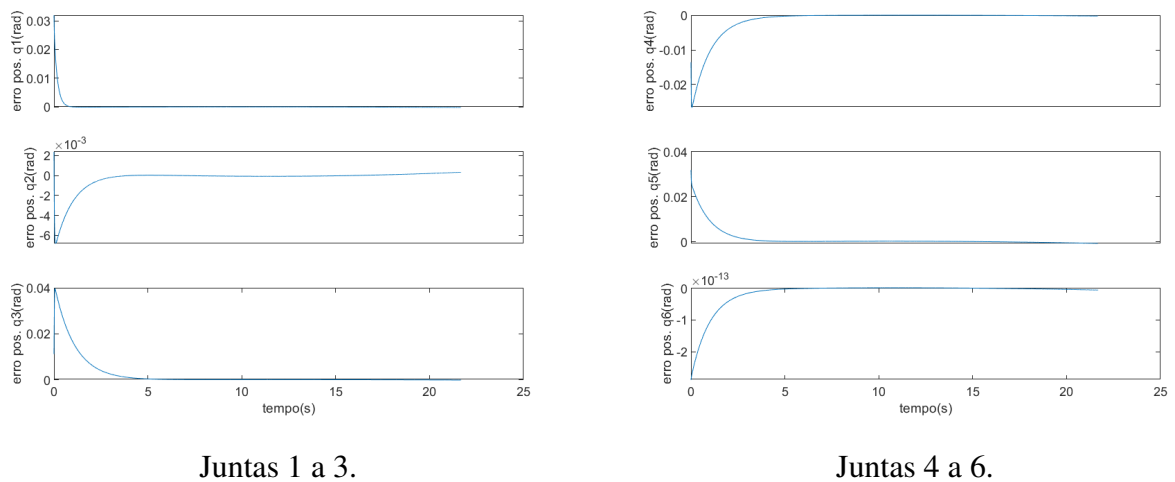 erro pos. q1(rad)
0.03
0.02
0.01
0
erro pos. q2(rad)
×10⁻³
2
0
-2
-4
-6
erro pos. q3(rad)
0.04
0.02
0
0 5 10 15 20 25
tempo(s)
Juntas 1 a 3.
erro pos. q4(rad)
0
-0.01
-0.02
erro pos. q5(rad)
0.04
0.02
0
erro pos. q6(rad)
×10⁻¹³
0
-1
-2
0 5 10 15 20 25
tempo(s)
Juntas 4 a 6.